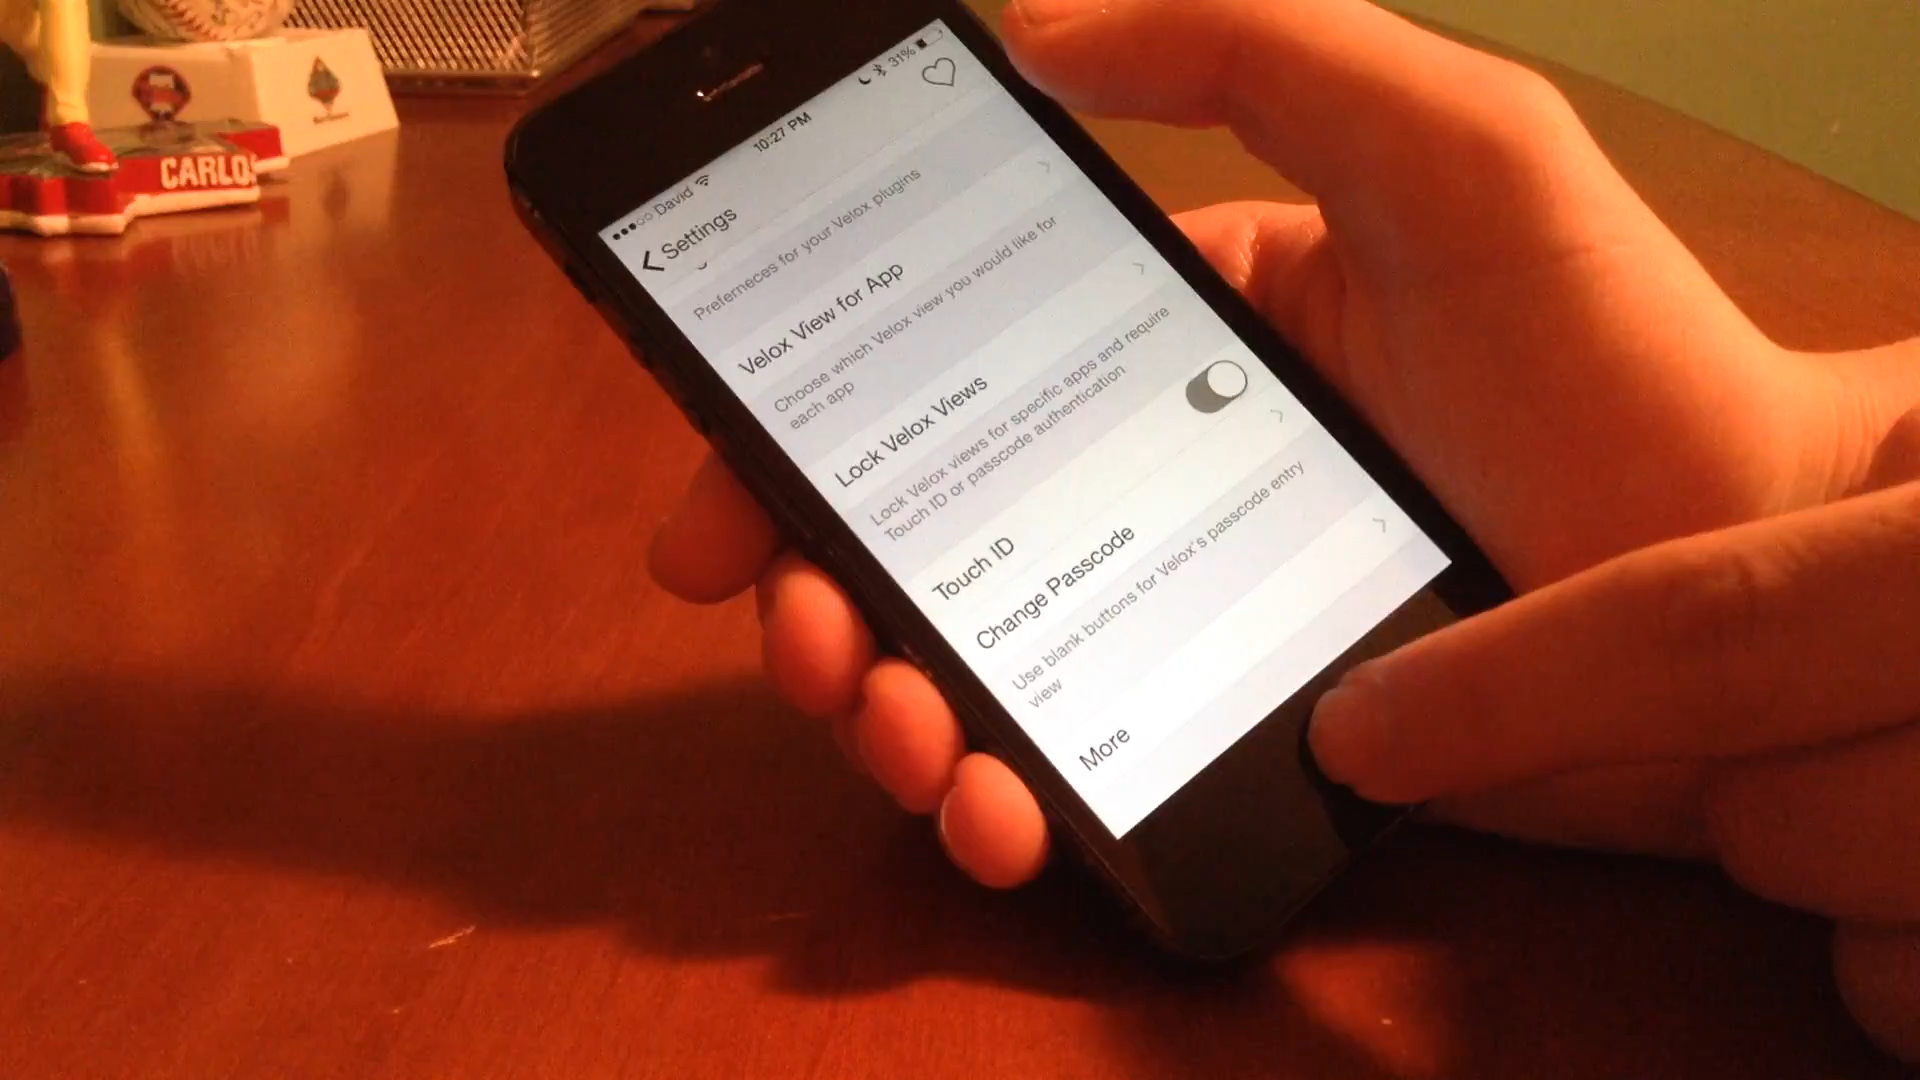 CARLOS
David
10:27 PM
31%
Settings
Preferneces for your Velox plugins
Velox View for App
Choose which Velox view you would like for
each app
Lock Velox Views
Lock Velox views for specific apps and require
Touch ID or passcode authentication
Touch ID
Change Passcode
Use blank buttons for Velox's passcode entry
view
More